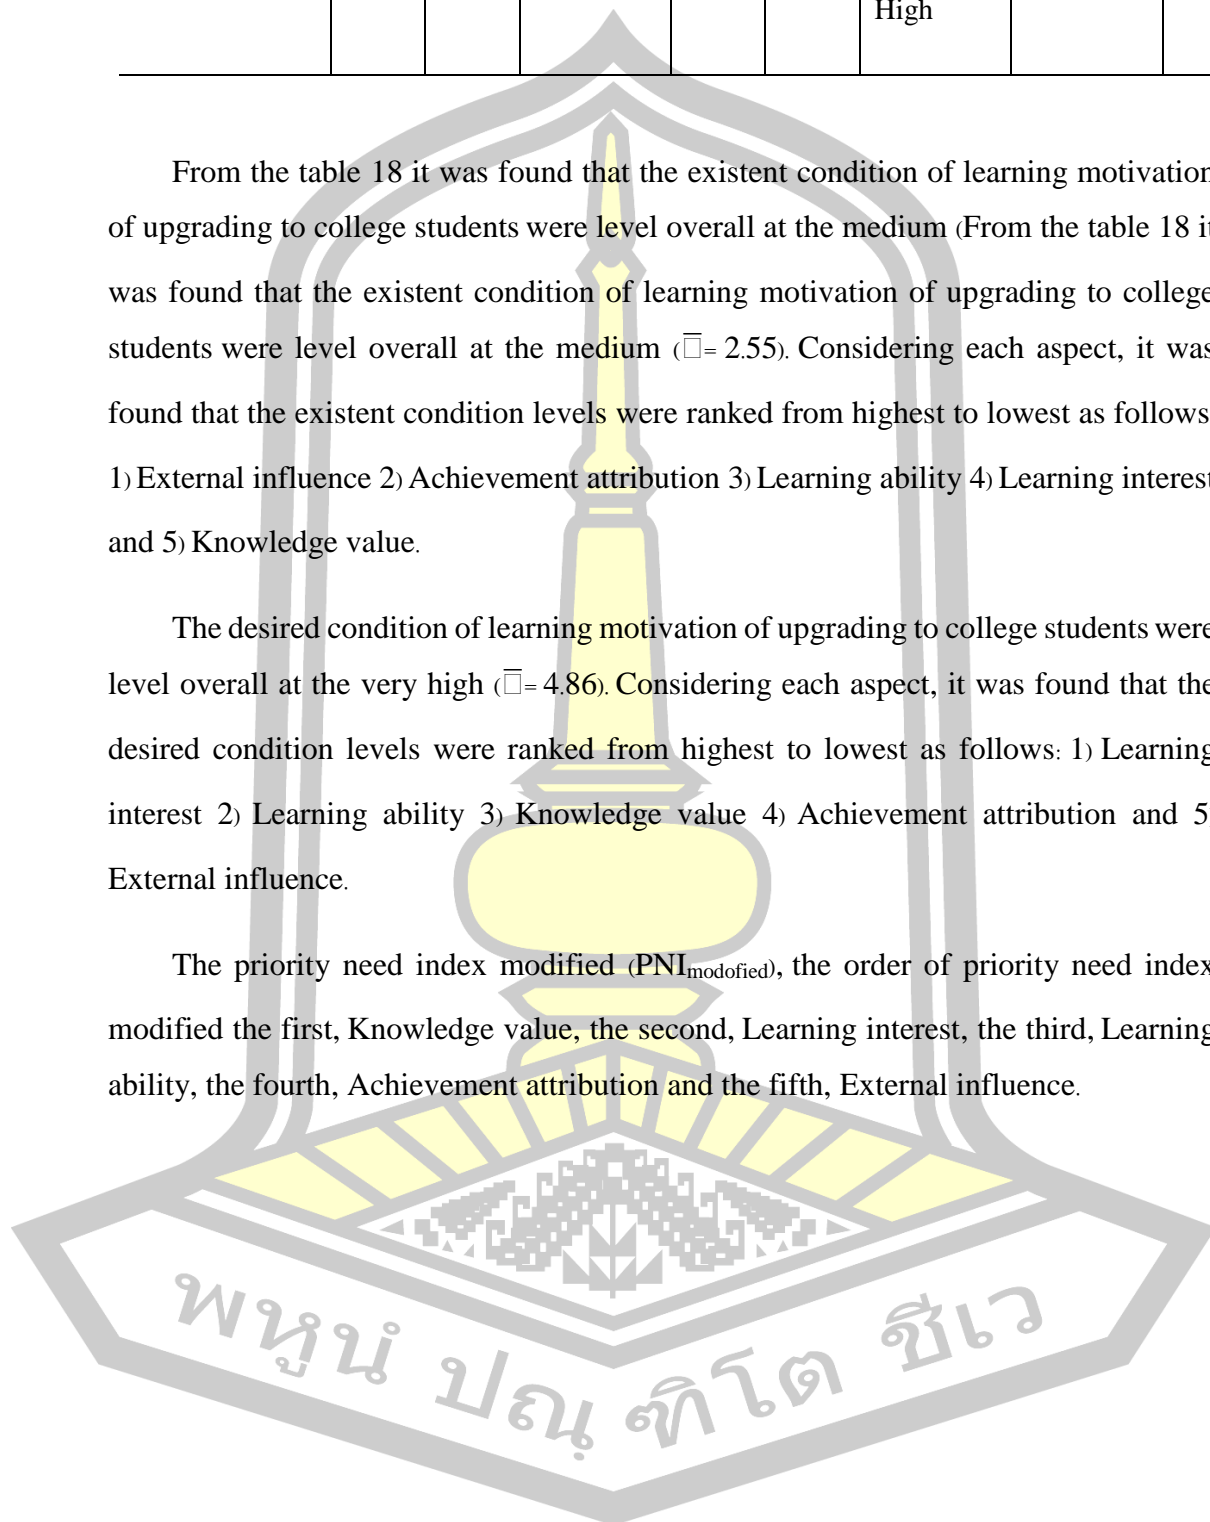 High
From the table 18 it was found that the existent condition of learning motivation
of upgrading to college students were level overall at the medium (From the table 18 it
was found that the existent condition of learning motivation of upgrading to college
students were level overall at the medium (□̅= 2.55). Considering each aspect, it was
found that the existent condition levels were ranked from highest to lowest as follows
1) External influence 2) Achievement attribution 3) Learning ability 4) Learning interest
and 5) Knowledge value.
The desired condition of learning motivation of upgrading to college students were
level overall at the very high (□̅= 4.86). Considering each aspect, it was found that the
desired condition levels were ranked from highest to lowest as follows: 1) Learning
interest 2) Learning ability 3) Knowledge value 4) Achievement attribution and 5)
External influence.
The priority need index modified (PNImodofied), the order of priority need index
modified the first, Knowledge value, the second, Learning interest, the third, Learning
ability, the fourth, Achievement attribution and the fifth, External influence.
พหูนํ ปณฺฑิโต ชีเว